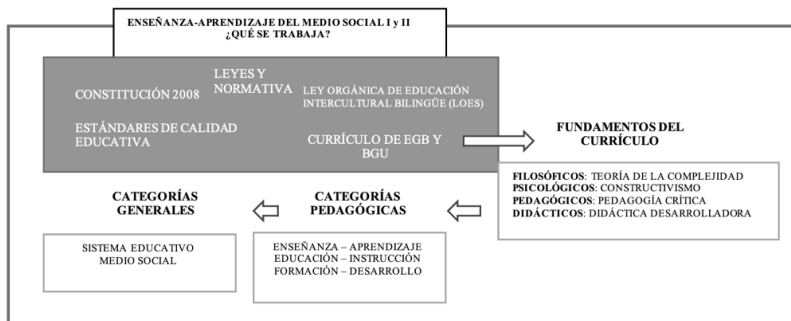 ENSEÑANZA-APRENDIZAJE DEL MEDIO SOCIAL I y II
¿QUÉ SE TRABAJA?
LEYES Y
NORMATIVA
CONSTITUCIÓN 2008
LEY ORGÁNICA DE EDUCACIÓN
INTERCULTURAL BILINGÜE (LOES)
ESTÁNDARES DE CALIDAD
EDUCATIVA
CURRÍCULO DE EGB Y
BGU
FUNDAMENTOS DEL
CURRÍCULO
FILOSÓFICOS: TEORÍA DE LA COMPLEJIDAD
PSICOLÓGICOS: CONSTRUCTIVISMO
PEDAGÓGICOS: PEDAGOGÍA CRÍTICA
DIDÁCTICOS: DIDÁCTICA DESARROLLADORA
CATEGORÍAS
PEDAGÓGICAS
ENSEÑANZA – APRENDIZAJE
EDUCACIÓN – INSTRUCCIÓN
FORMACIÓN – DESARROLLO
CATEGORÍAS
GENERALES
SISTEMA EDUCATIVO
MEDIO SOCIAL